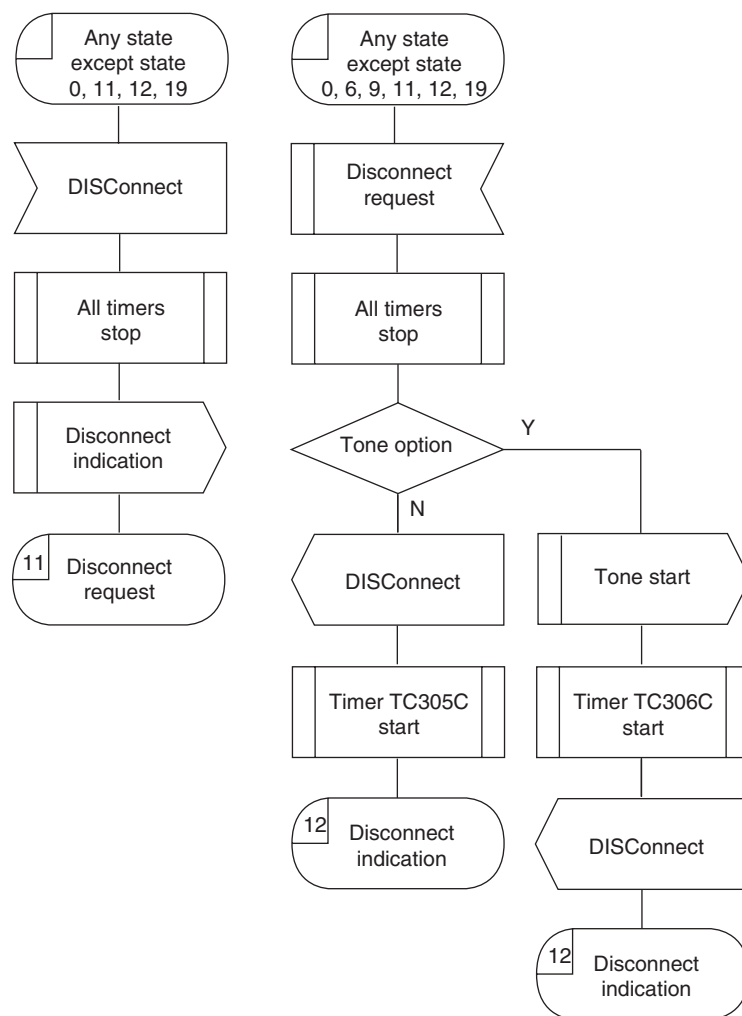 Any state
except state
0, 11, 12, 19
DISConnect
All timers
stop
Disconnect
indication
11
Disconnect
request
Any state
except state
0, 6, 9, 11, 12, 19
Disconnect
request
All timers
stop
Tone option
Y
N
DISConnect
Timer TC305C
start
12
Disconnect
indication
Tone start
Timer TC306C
start
DISConnect
12
Disconnect
indication